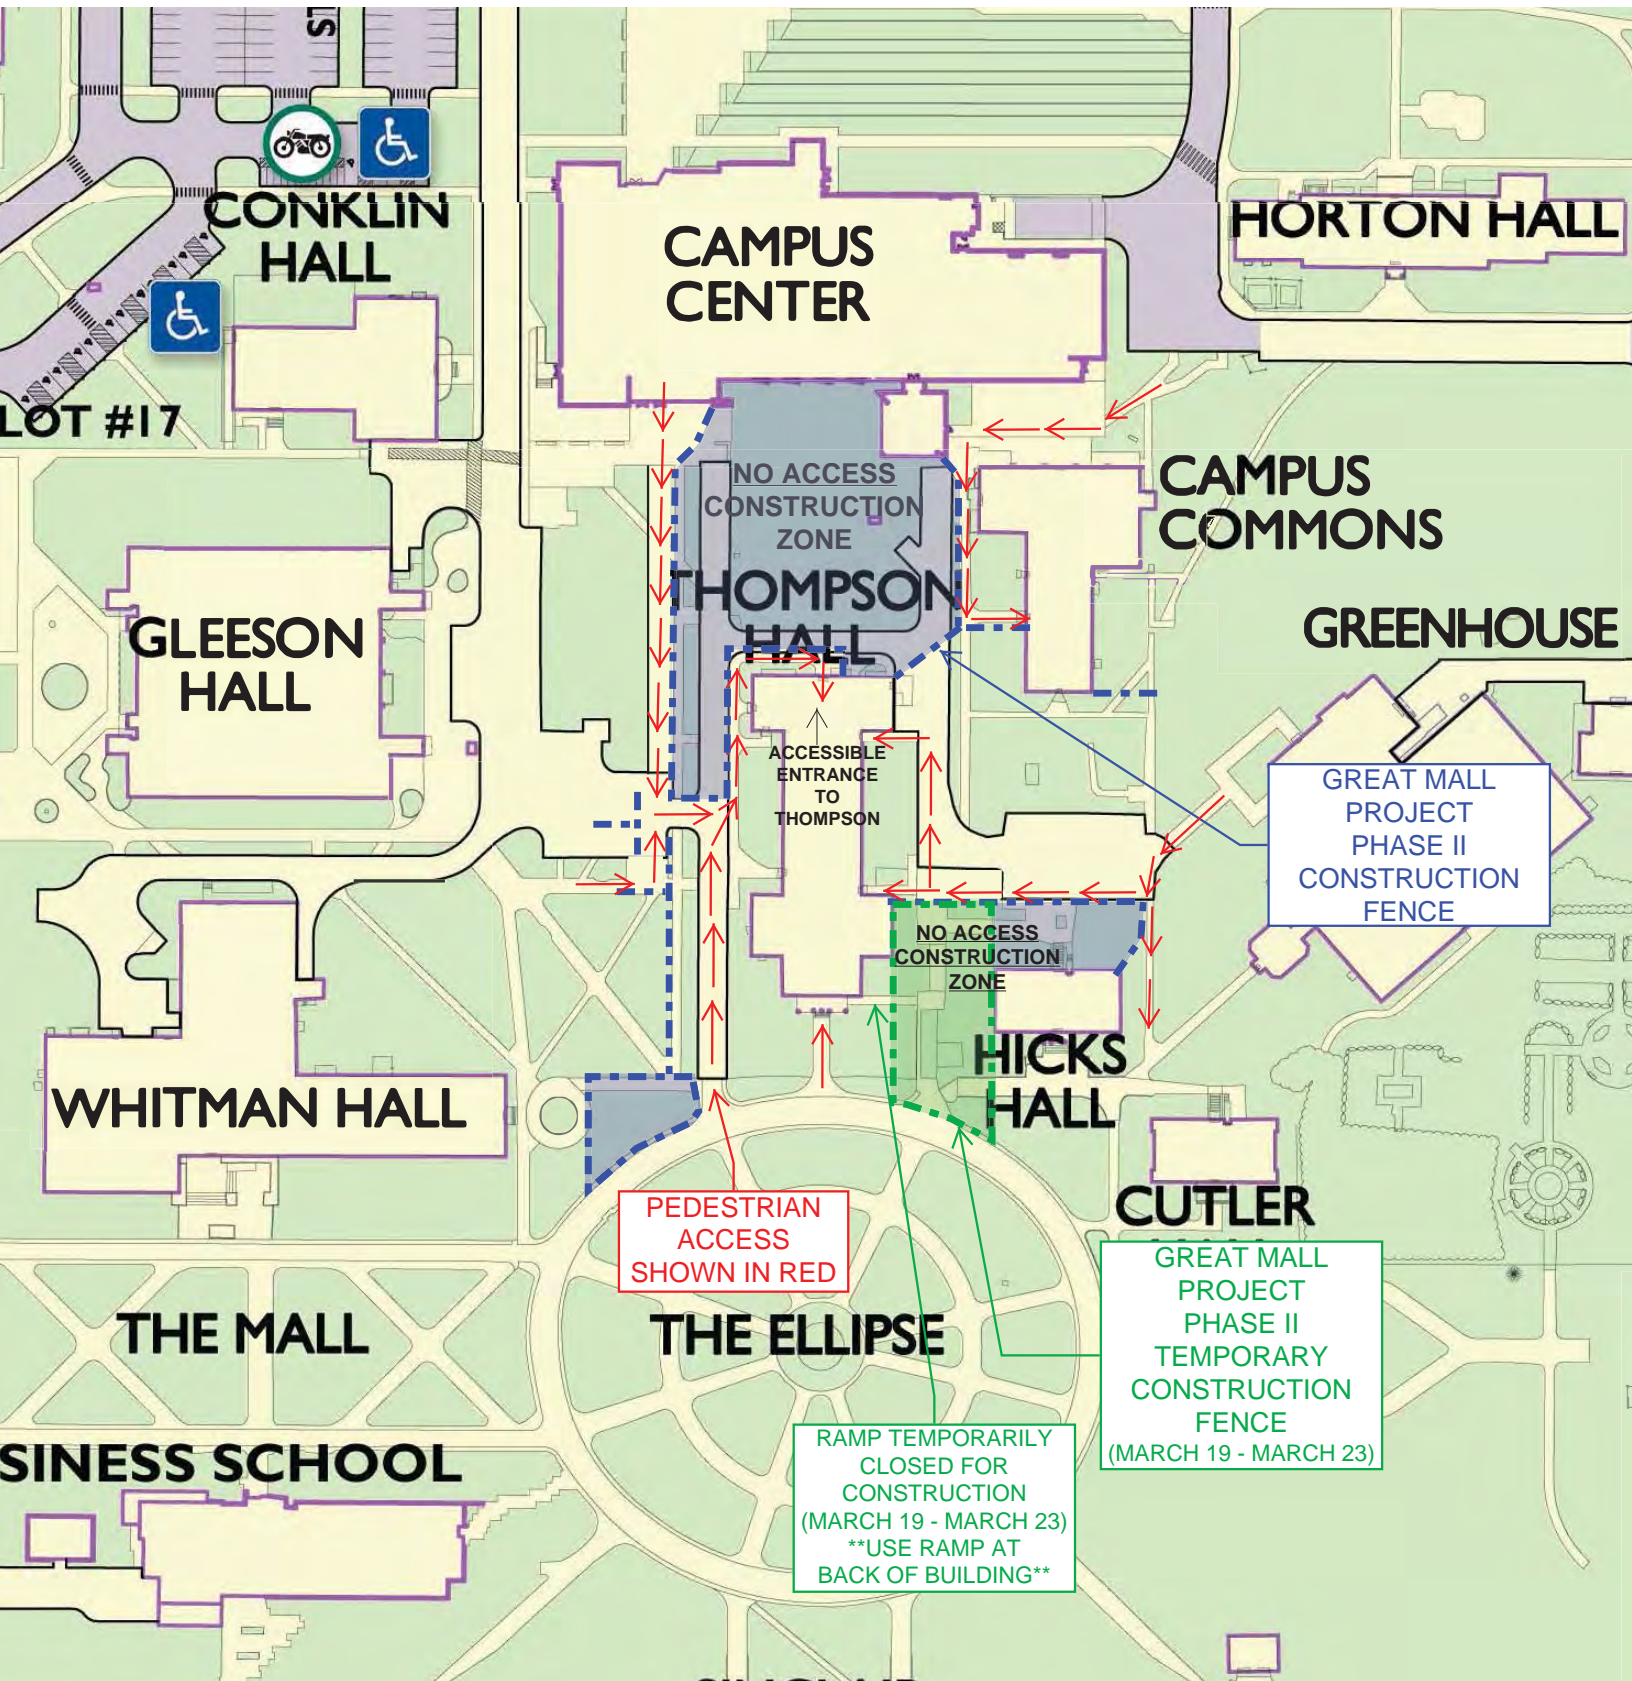 ST
CONKLIN
HALL
CAMPUS
CENTER
HORTON HALL
LOT #17
NO ACCESS
CONSTRUCTION
ZONE
CAMPUS
COMMONS
THOMPSON
HALL
GLEESON
HALL
GREENHOUSE
ACCESSIBLE
ENTRANCE
TO
THOMPSON
GREAT MALL
PROJECT
PHASE II
CONSTRUCTION
FENCE
NO ACCESS
CONSTRUCTION
ZONE
HICKS
HALL
WHITMAN HALL
CUTLER
PEDESTRIAN
ACCESS
SHOWN IN RED
GREAT MALL
PROJECT
PHASE II
TEMPORARY
CONSTRUCTION
FENCE
(MARCH 19 - MARCH 23)
THE MALL
THE ELLIPSE
RAMP TEMPORARILY
CLOSED FOR
CONSTRUCTION
(MARCH 19 - MARCH 23)
**USE RAMP AT
BACK OF BUILDING**
SINESS SCHOOL